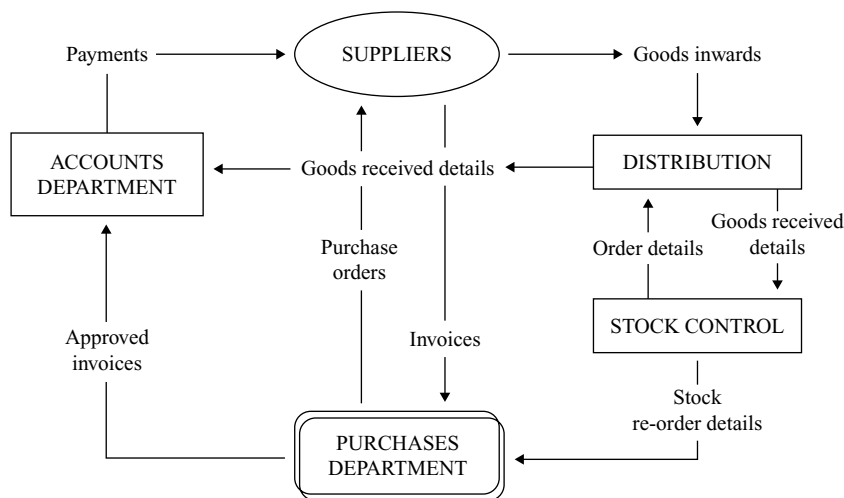 Payments
SUPPLIERS
Goods inwards
ACCOUNTS
DEPARTMENT
Goods received details
DISTRIBUTION
Purchase
orders
Order details
Goods received
details
Approved
invoices
Invoices
STOCK CONTROL
Stock
re-order details
PURCHASES
DEPARTMENT